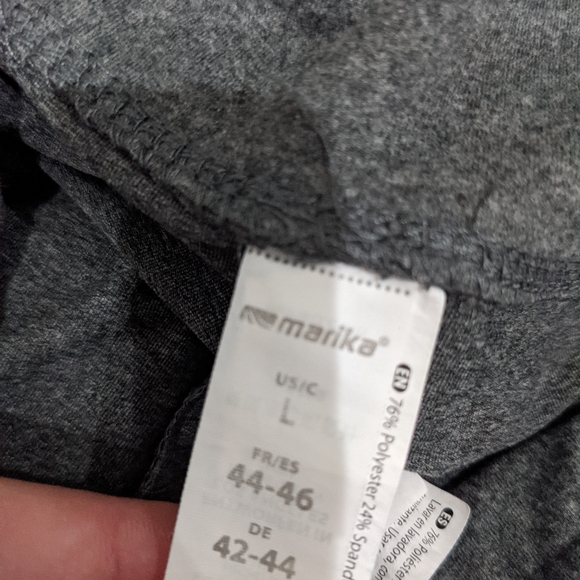 marika®
US/C
L
FR/ES
44-46
DE
42-44
EN 76% Polyester 24% Spand
ES 76% Poliéster
Lavar en lavadora,
Usar